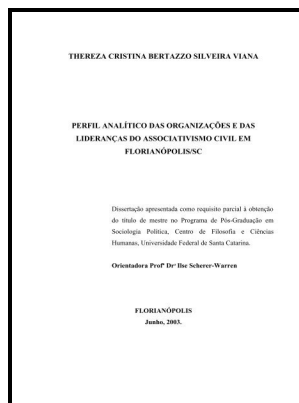 THEREZA CRISTINA BERTAZZO SILVEIRA VIANA
PERFIL ANALÍTICO DAS ORGANIZAÇÕES E DAS
LIDERANÇAS DO ASSOCIATIVISMO CIVIL EM
FLORIANÓPOLIS/SC
Dissertação apresentada como requisito parcial à obtenção
do título de mestre no Programa de Pós-Graduação em
Sociologia Política, Centro de Filosofia e Ciências
Humanas, Universidade Federal de Santa Catarina.
Orientadora Profª Drª Ilse Scherer-Warren
FLORIANÓPOLIS
Junho, 2003.